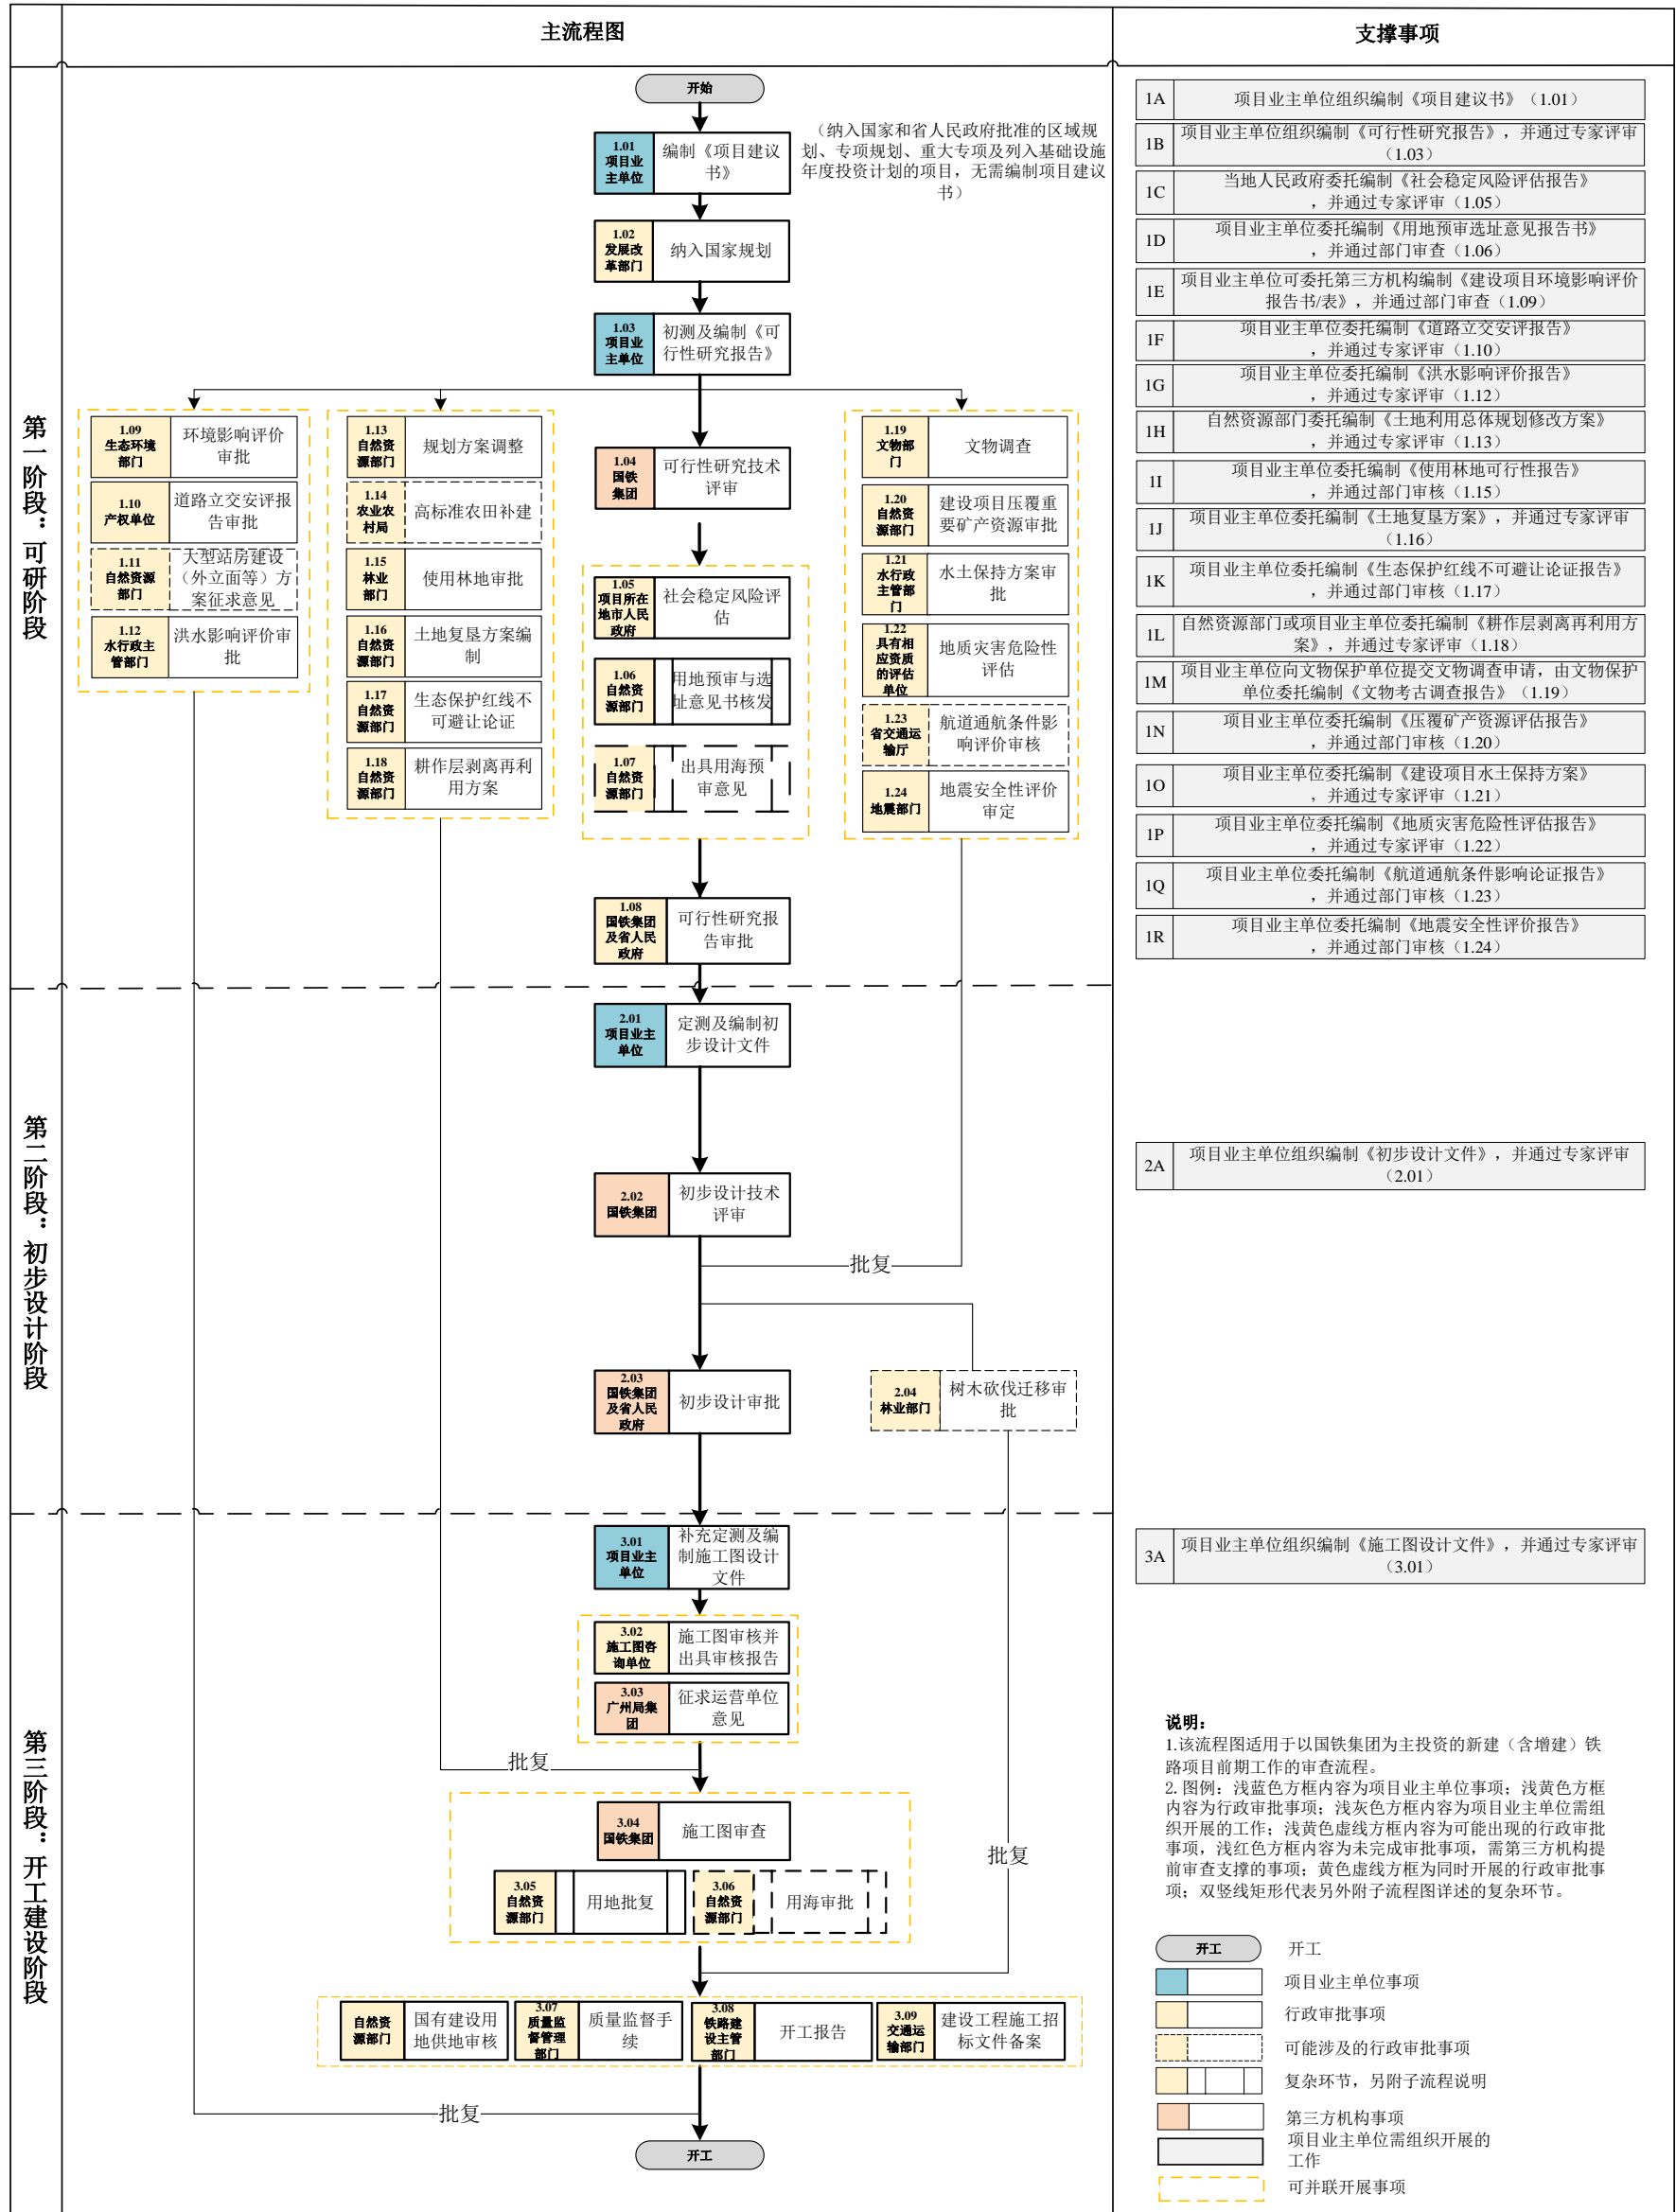 主流程图
支撑事项
第一阶段：可研阶段
开始
1.01
项目业
主单位
编制《项目建议
书》
（纳入国家和省人民政府批准的区域规
划、专项规划、重大专项及列入基础设施
年度投资计划的项目，无需编制项目建议
书）
1.02
发展改
革部门
纳入国家规划
1.03
项目业
主单位
初测及编制《可
行性研究报告》
1.09
生态环境
部门
环境影响评价
审批
1.10
产权单位
道路立交安评报
告审批
1.11
自然资源
部门
大型站房建设
（外立面等）方
案征求意见
1.12
水行政主
管部门
洪水影响评价审
批
1.13
自然资
源部门
规划方案调整
1.14
农业农
村局
高标准农田补建
1.15
林业
部门
使用林地审批
1.16
自然资
源部门
土地复垦方案编
制
1.17
自然资
源部门
生态保护红线不
可避让论证
1.18
自然资
源部门
耕作层剥离再利
用方案
1.04
国铁
集团
可行性研究技术
评审
1.05
项目所在
地市人民
政府
社会稳定风险评
估
1.06
自然资
源部门
用地预审与选
址意见书核发
1.07
自然资
源部门
出具用海预
审意见
1.08
国铁集团
及省人民
政府
可行性研究报
告审批
1.19
文物部
门
文物调查
1.20
自然资
源部门
建设项目压覆重
要矿产资源审批
1.21
水行政
主管部
门
水土保持方案审
批
1.22
具有相
应资质
的评估
单位
地质灾害危险性
评估
1.23
省交通运
输厅
航道通航条件影
响评价审核
1.24
地震部门
地震安全性评价
审定
第二阶段：初步设计阶段
2.01
项目业主
单位
定测及编制初
步设计文件
2.02
国铁集团
初步设计技术
评审
批复
2.03
国铁集团
及省人民
政府
初步设计审批
2.04
林业部门
树木砍伐迁移审
批
第三阶段：开工建设阶段
3.01
项目业主
单位
补充定测及编
制施工图设计
文件
3.02
施工图咨
询单位
施工图审核并
出具审核报告
3.03
广州局集
团
征求运营单位
意见
批复
3.04
国铁集团
施工图审查
批复
3.05
自然资
源部门
用地批复
3.06
自然资
源部门
用海审批
自然资
源部门
国有建设用
地供地审核
3.07
质量监
督管理
部门
质量监督手
续
3.08
铁路建
设主管
部门
开工报告
3.09
交通运
输部门
建设工程施工招
标文件备案
批复
开工
1A
项目业主单位组织编制《项目建议书》（1.01）
1B
项目业主单位组织编制《可行性研究报告》，并通过专家评审
（1.03）
1C
当地人民政府委托编制《社会稳定风险评估报告》
，并通过专家评审（1.05）
1D
项目业主单位委托编制《用地预审选址意见报告书》
，并通过部门审查（1.06）
1E
项目业主单位可委托第三方机构编制《建设项目环境影响评价
报告书/表》，并通过部门审查（1.09）
1F
项目业主单位委托编制《道路立交安评报告》
，并通过专家评审（1.10）
1G
项目业主单位委托编制《洪水影响评价报告》
，并通过专家评审（1.12）
1H
自然资源部门委托编制《土地利用总体规划修改方案》
，并通过专家评审（1.13）
1I
项目业主单位委托编制《使用林地可行性报告》
，并通过部门审核（1.15）
1J
项目业主单位委托编制《土地复垦方案》，并通过专家评审
（1.16）
1K
项目业主单位委托编制《生态保护红线不可避让论证报告》
，并通过部门审核（1.17）
1L
自然资源部门或项目业主单位委托编制《耕作层剥离再利用方
案》，并通过专家评审（1.18）
1M
项目业主单位向文物保护单位提交文物调查申请，由文物保护
单位委托编制《文物考古调查报告》（1.19）
1N
项目业主单位委托编制《压覆矿产资源评估报告》
，并通过部门审核（1.20）
1O
项目业主单位委托编制《建设项目水土保持方案》
，并通过专家评审（1.21）
1P
项目业主单位委托编制《地质灾害危险性评估报告》
，并通过专家评审（1.22）
1Q
项目业主单位委托编制《航道通航条件影响论证报告》
，并通过部门审核（1.23）
1R
项目业主单位委托编制《地震安全性评价报告》
，并通过部门审核（1.24）
2A
项目业主单位组织编制《初步设计文件》，并通过专家评审
（2.01）
3A
项目业主单位组织编制《施工图设计文件》，并通过专家评审
（3.01）
说明：
1.该流程图适用于以国铁集团为主投资的新建（含增建）铁
路项目前期工作的审查流程。
2. 图例：浅蓝色方框内容为项目业主单位事项；浅黄色方框
内容为行政审批事项；浅灰色方框内容为项目业主单位需组
织开展的工作；浅黄色虚线方框内容为可能出现的行政审批
事项，浅红色方框内容为未完成审批事项，需第三方机构提
前审查支撑的事项；黄色虚线方框为同时开展的行政审批事
项；双竖线矩形代表另外附子流程图详述的复杂环节。
开工
开工
项目业主单位事项
行政审批事项
可能涉及的行政审批事项
复杂环节，另附子流程说明
第三方机构事项
项目业主单位需组织开展的
工作
可并联开展事项